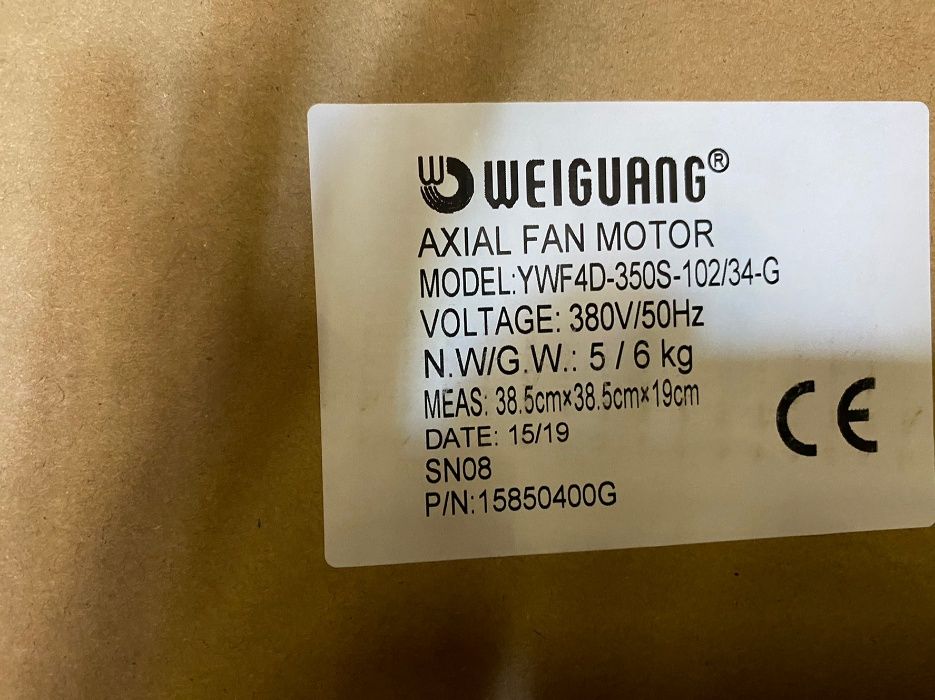 WEIGUANG®
AXIAL FAN MOTOR
MODEL:YWF4D-350S-102/34-G
VOLTAGE: 380V/50Hz
N.W/G.W.: 5 / 6 kg
MEAS: 38.5cm×38.5cm×19cm
DATE: 15/19
SN08
P/N:15850400G
CE